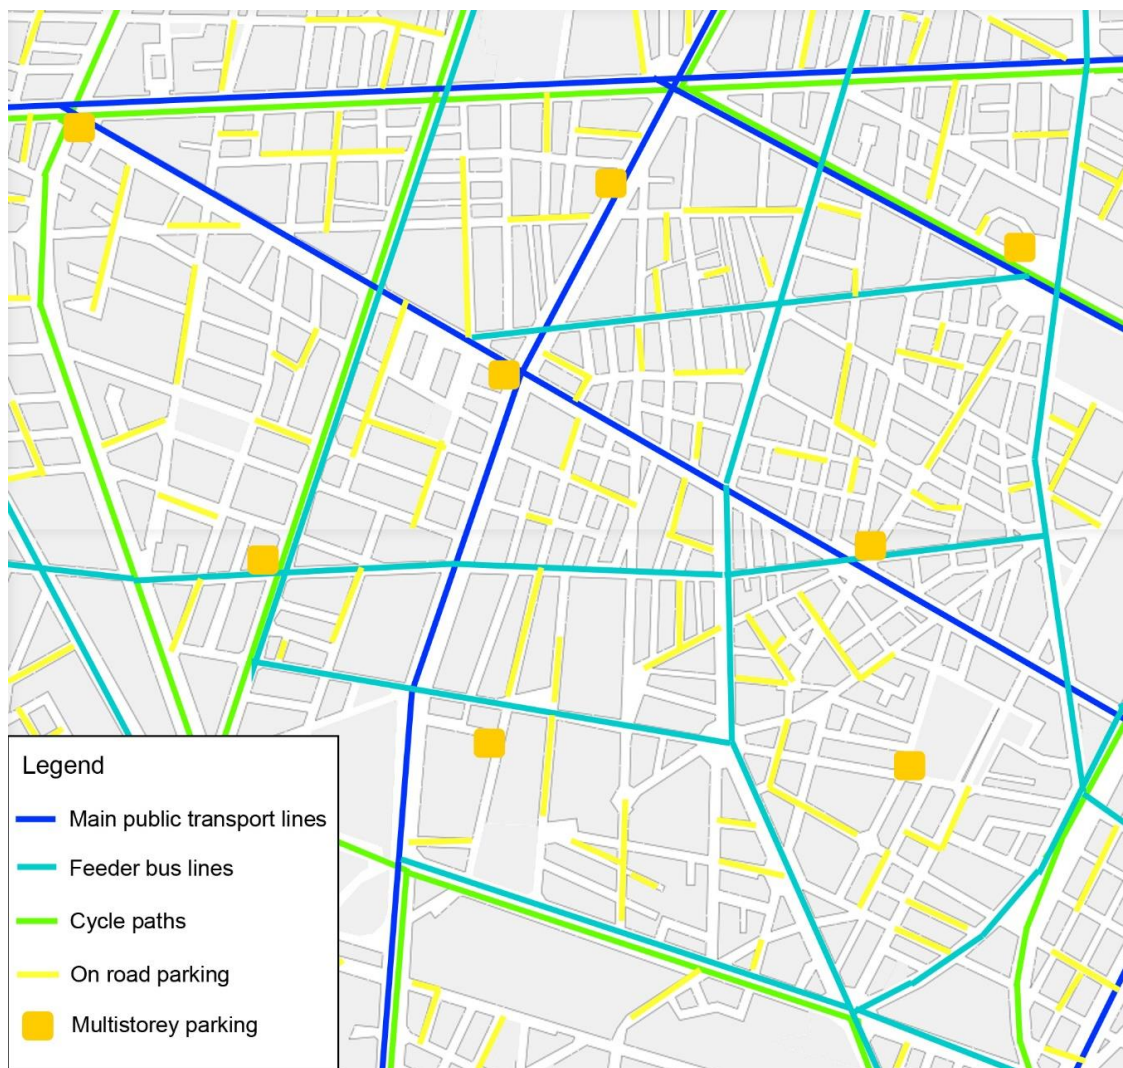 Legend
Main public transport lines
Feeder bus lines
Cycle paths
On road parking
Multistorey parking